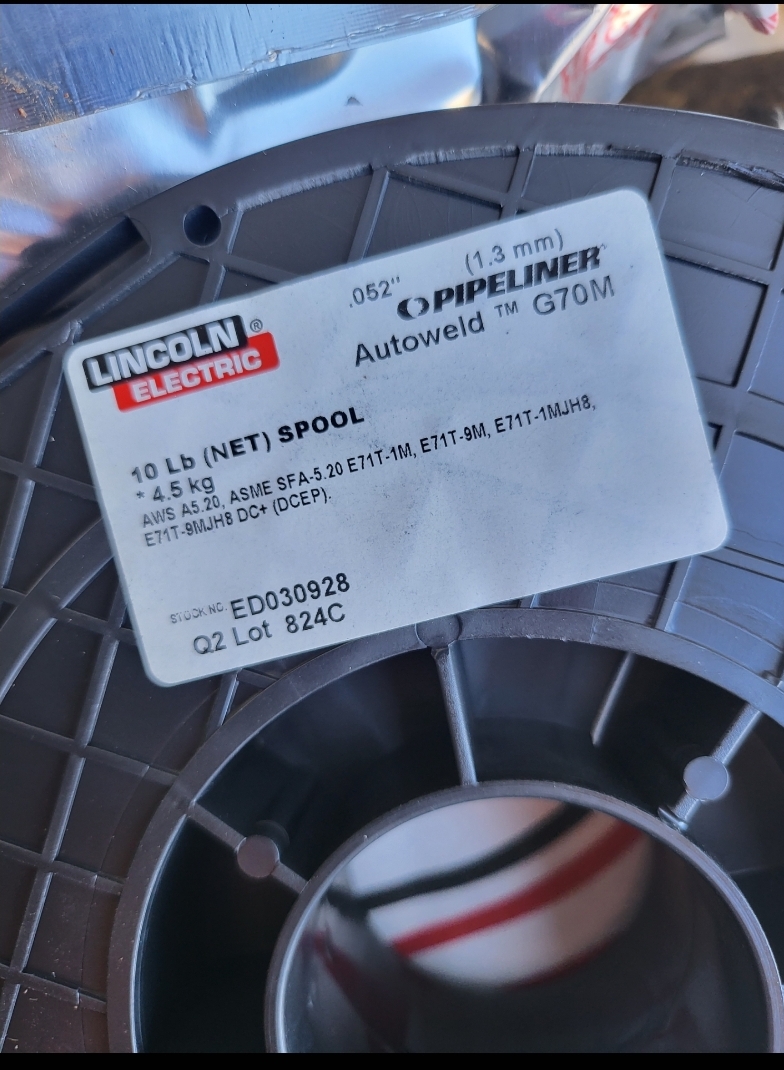 .052" (1.3 mm)
PIPELINER®
Autoweld ™ G70M
LINCOLN ®
ELECTRIC
10 Lb (NET) SPOOL
* 4.5 kg
AWS A5.20, ASME SFA-5.20 E71T-1M, E71T-9M, E71T-1MJH8,
E71T-9MJH8 DC+ (DCEP).
STOCK NO. ED030928
Q2 Lot 824C